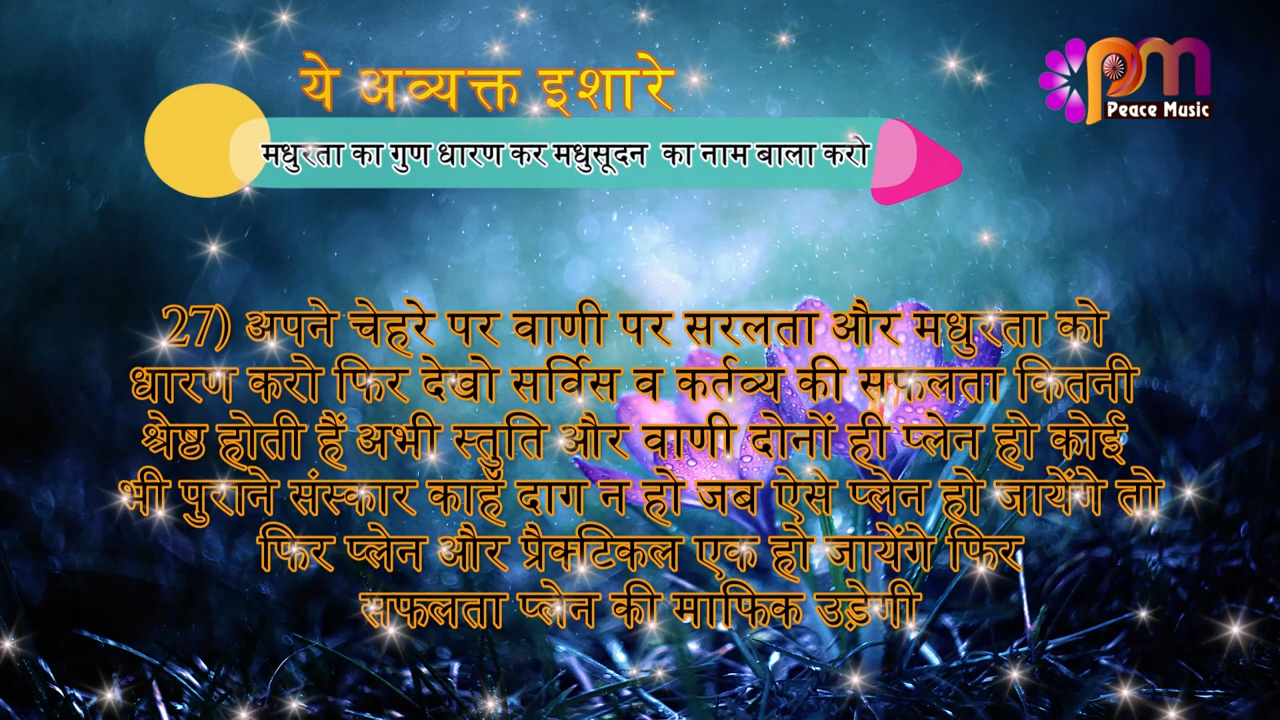 ये अव्यक्त इशारे
pm
Peace Music
मधुरता का गुण धारण कर मधुसूदन का नाम बाला करो
27) अपने चेहरे पर वाणी पर सरलता और मधुरता को
धारण करो फिर देखो सर्विस व कर्तव्य की सफलता कितनी
श्रेष्ठ होती हैं अभी स्तुति और वाणी दोनों ही प्लेन हो कोई
भी पुराने संस्कार का दाग न हो जब ऐसे प्लेन हो जायेंगे तो
फिर प्लेन और प्रैक्टिकल एक हो जायेंगे फिर
सफलता प्लेन की माफिक उड़ेगी